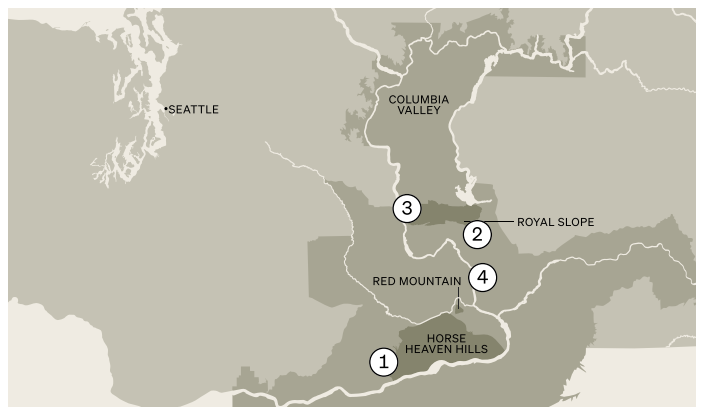 COLUMBIA
VALLEY
•SEATTLE
3
ROYAL SLOPE
2
RED MOUNTAIN
4
HORSE
HEAVEN HILLS
1